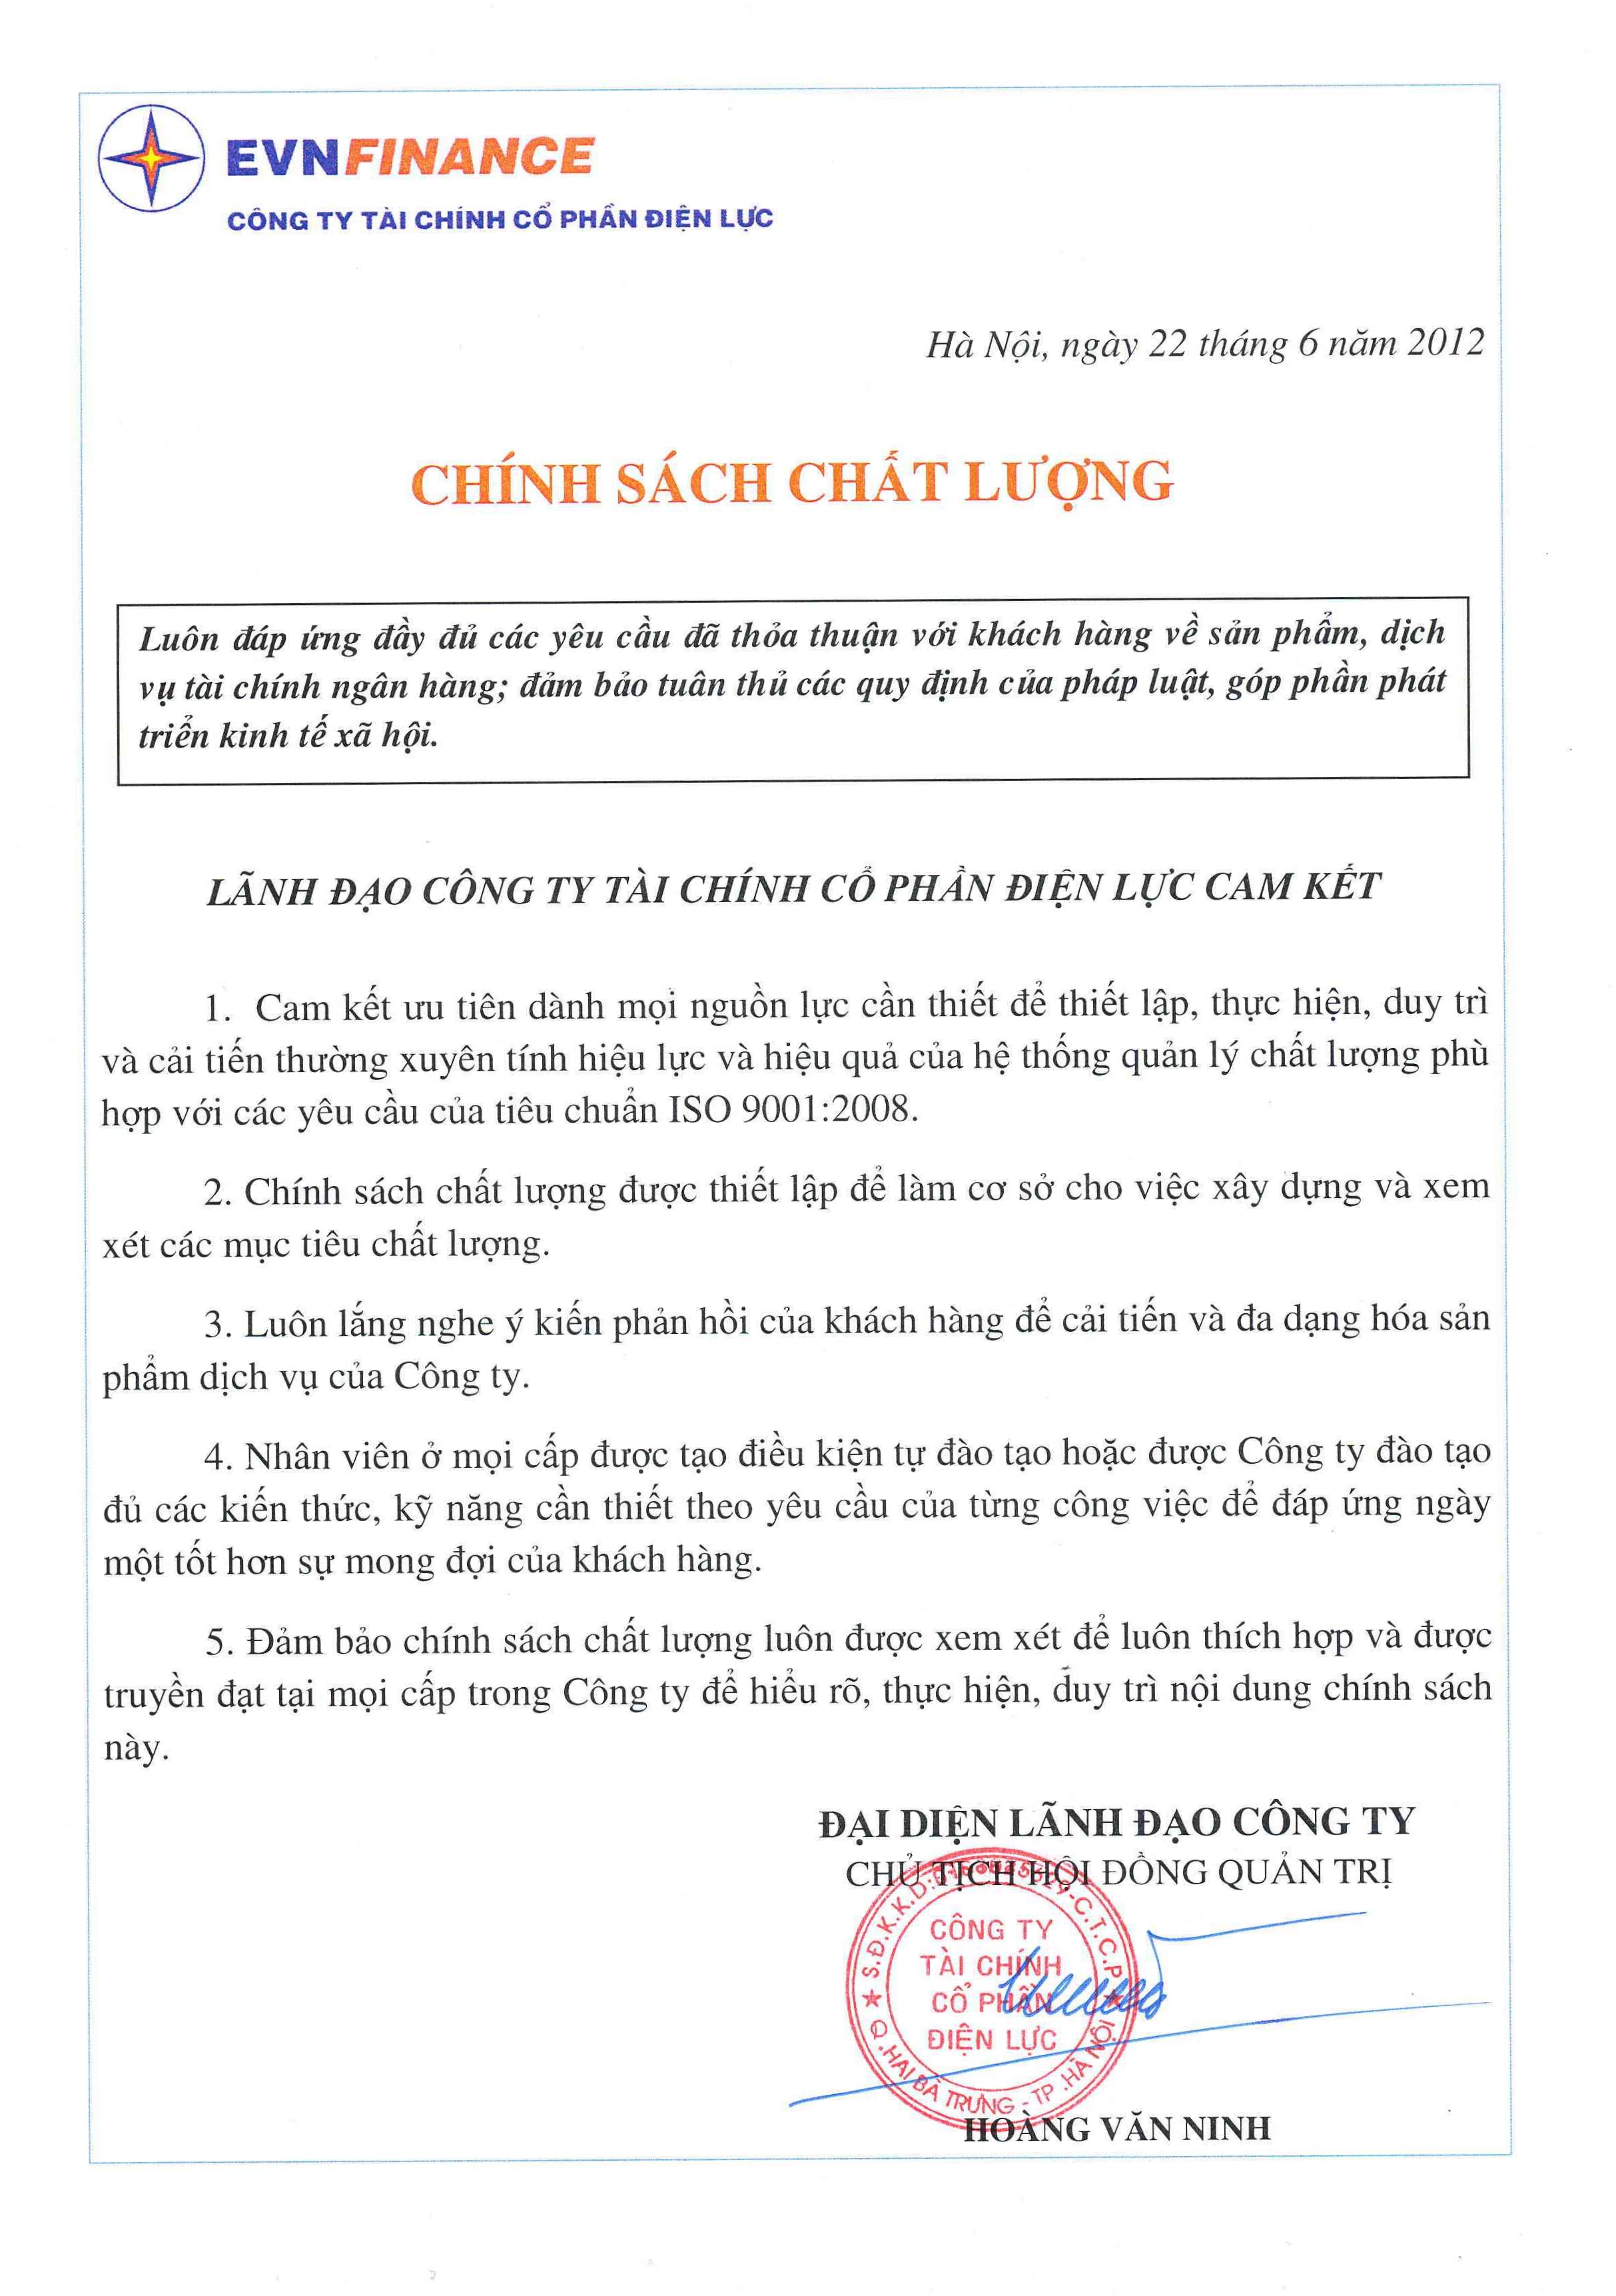 EVNFINANCE
CÔNG TY TÀI CHÍNH CỔ PHẦN ĐIỆN LỰC
Hà Nội, ngày 22 tháng 6 năm 2012
CHÍNH SÁCH CHẤT LƯỢNG
Luôn đáp ứng đầy đủ các yêu cầu đã thỏa thuận với khách hàng về sản phẩm, dịch
vụ tài chính ngân hàng; đảm bảo tuân thủ các quy định của pháp luật, góp phần phát
triển kinh tế xã hội.
LÃNH ĐẠO CÔNG TY TÀI CHÍNH CỔ PHẦN ĐIỆN LỰC CAM KẾT
1. Cam kết ưu tiên dành mọi nguồn lực cần thiết để thiết lập, thực hiện, duy trì
và cải tiến thường xuyên tính hiệu lực và hiệu quả của hệ thống quản lý chất lượng phù
hợp với các yêu cầu của tiêu chuẩn ISO 9001:2008.
2. Chính sách chất lượng được thiết lập để làm cơ sở cho việc xây dựng và xem
xét các mục tiêu chất lượng.
3. Luôn lắng nghe ý kiến phản hồi của khách hàng để cải tiến và đa dạng hóa sản
phẩm dịch vụ của Công ty.
4. Nhân viên ở mọi cấp được tạo điều kiện tự đào tạo hoặc được Công ty đào tạo
đủ các kiến thức, kỹ năng cần thiết theo yêu cầu của từng công việc để đáp ứng ngày
một tốt hơn sự mong đợi của khách hàng.
5. Đảm bảo chính sách chất lượng luôn được xem xét để luôn thích hợp và được
truyền đạt tại mọi cấp trong Công ty để hiểu rõ, thực hiện, duy trì nội dung chính sách
này.
ĐẠI DIỆN LÃNH ĐẠO CÔNG TY
CHỦ TỊCH HỘI ĐỒNG QUẢN TRỊ
S.Đ.K.K.D: C.T.C.P
CÔNG TY
TÀI CHÍNH
CỔ PHẦN
ĐIỆN LỰC
Q.HAI BÀ TRƯNG - TP.HÀ NỘI
HOÀNG VĂN NINH